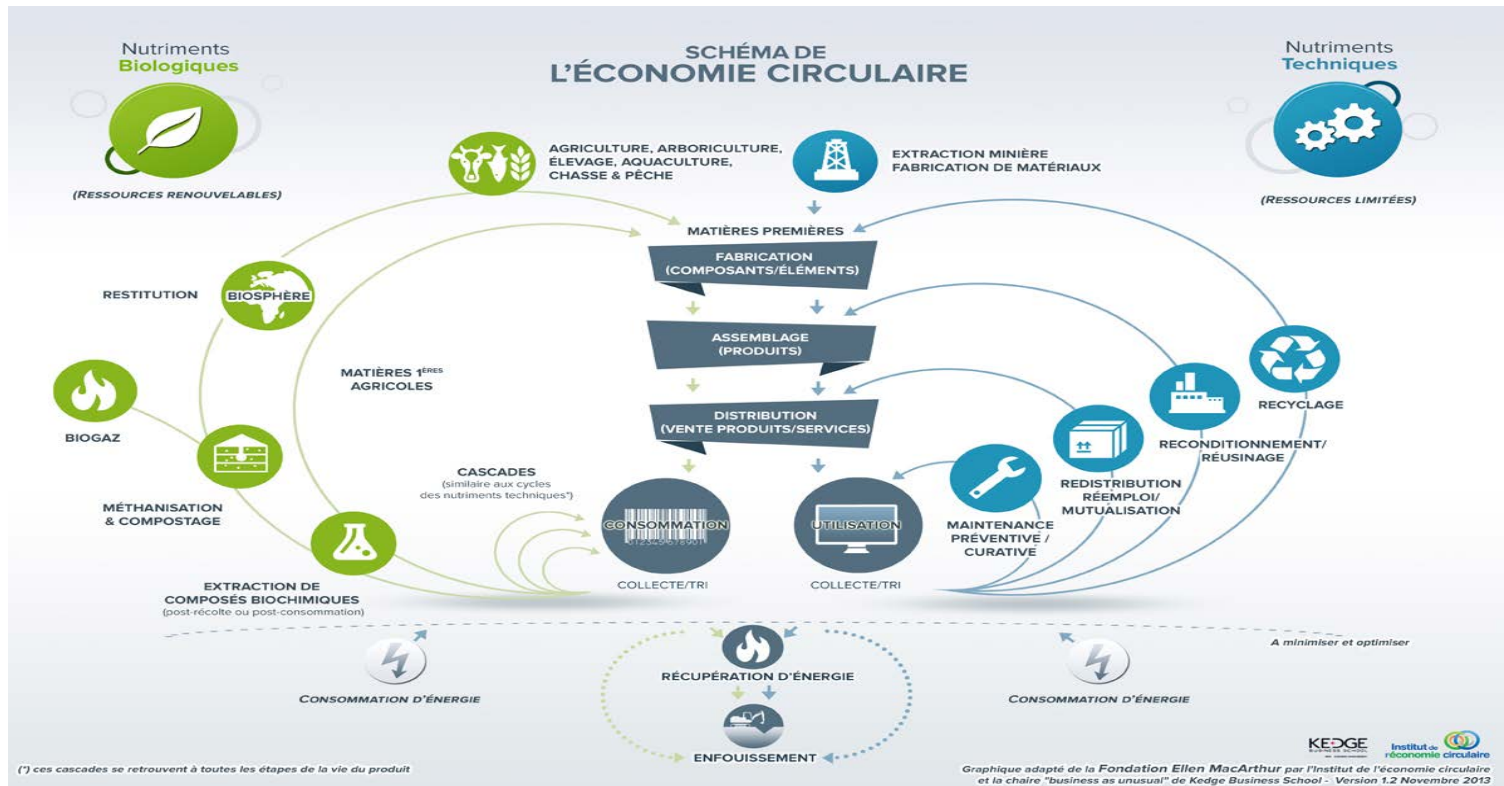 Nutriments
Biologiques
(RESSOURCES RENOUVELABLES)
SCHÉMA DE
L'ÉCONOMIE CIRCULAIRE
Nutriments
Techniques
(RESSOURCES LIMITÉES)
AGRICULTURE, ARBORICULTURE,
ÉLEVAGE, AQUACULTURE,
CHASSE & PÊCHE
EXTRACTION MINIÈRE
FABRICATION DE MATÉRIAUX
MATIÈRES PREMIÈRES
FABRICATION
(COMPOSANTS/ÉLÉMENTS)
RESTITUTION
BIOSPHÈRE
ASSEMBLAGE
(PRODUITS)
MATIÈRES 1ÈRES
AGRICOLES
BIOGAZ
DISTRIBUTION
(VENTE PRODUITS/SERVICES)
RECYCLAGE
RECONDITIONNEMENT/
RÉUSINAGE
REDISTRIBUTION
RÉEMPLOI/
MUTUALISATION
MAINTENANCE
PRÉVENTIVE /
CURATIVE
CASCADES
(similaire aux cycles
des nutriments techniques*)
MÉTHANISATION
& COMPOSTAGE
CONSOMMATION
UTILISATION
COLLECTE/TRI
COLLECTE/TRI
EXTRACTION DE
COMPOSÉS BIOCHIMIQUES
(post-récolte ou post-consommation)
A minimiser et optimiser
CONSOMMATION D'ÉNERGIE
RÉCUPÉRATION D'ÉNERGIE
CONSOMMATION D'ÉNERGIE
ENFOUISSEMENT
KEDGE
BUSINESS SCHOOL
Institut de
l'économie circulaire
(*) ces cascades se retrouvent à toutes les étapes de la vie du produit
Graphique adapté de la Fondation Ellen MacArthur par l'Institut de l'économie circulaire
et la chaire "business as unusual" de Kedge Business School - Version 1.2 Novembre 2013